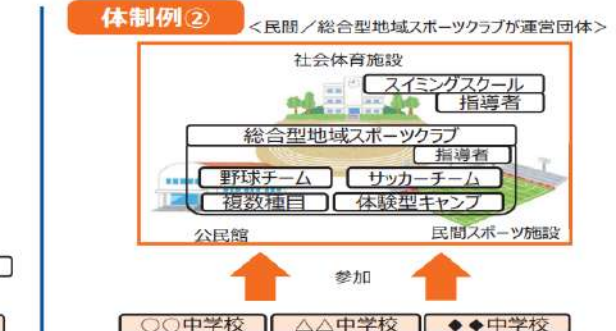 体制例②
<民間/総合型地域スポーツクラブが運営団体>
社会体育施設
スイミングスクール
指導者
総合型地域スポーツクラブ
指導者
野球チーム サッカーチーム
複数種目 体験型キャンプ
公民館 民間スポーツ施設
参加
○○中学校 △△中学校 ◆◆中学校